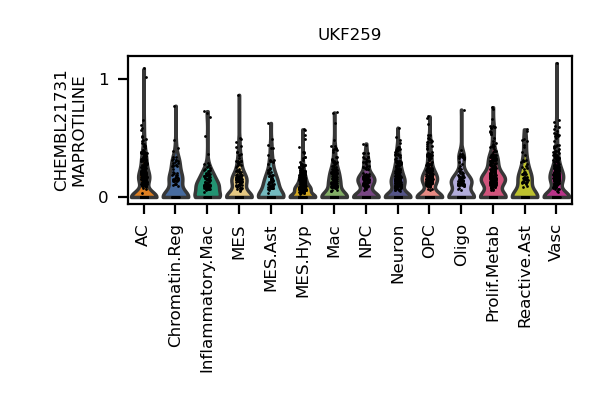 UKF259
CHEMBL21731
MAPROTILINE
1
0
AC
Chromatin.Reg
Inflammatory.Mac
MES
MES.Ast
MES.Hyp
Mac
NPC
Neuron
OPC
Oligo
Prolif.Metab
Reactive.Ast
Vasc